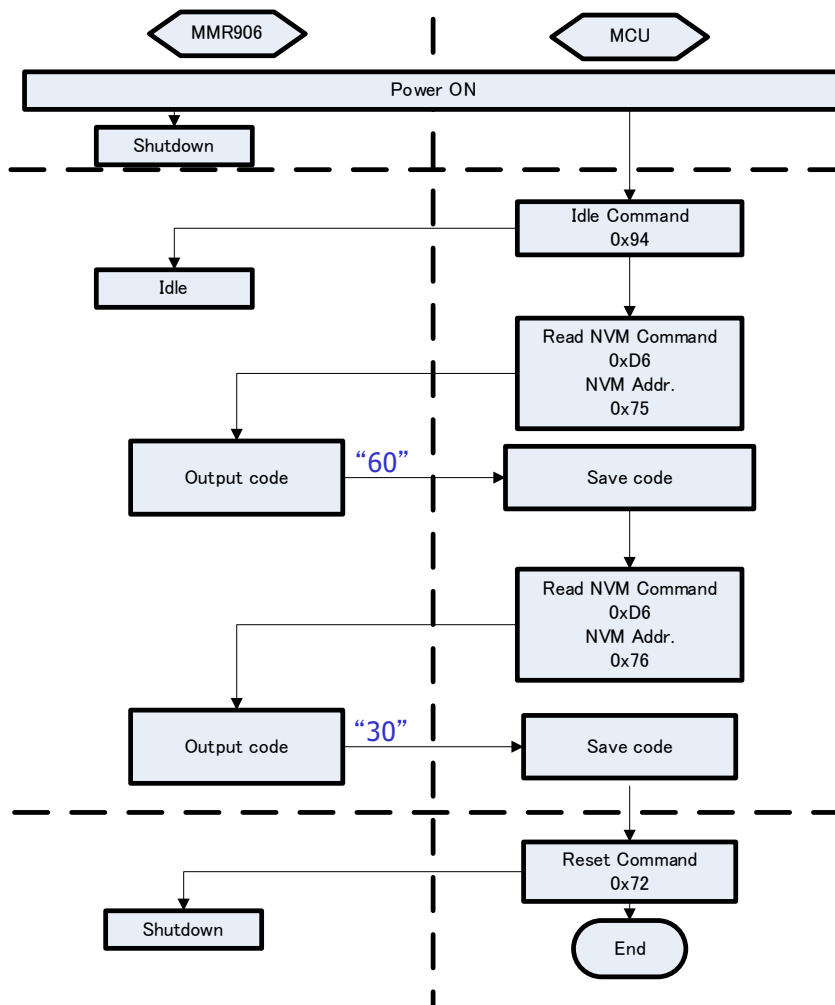 MMR906
MCU
Power ON
Shutdown
Idle Command
0x94
Idle
Read NVM Command
0xD6
NVM Addr.
0x75
Output code
“60”
Save code
Read NVM Command
0xD6
NVM Addr.
0x76
Output code
“30”
Save code
Reset Command
0x72
Shutdown
End